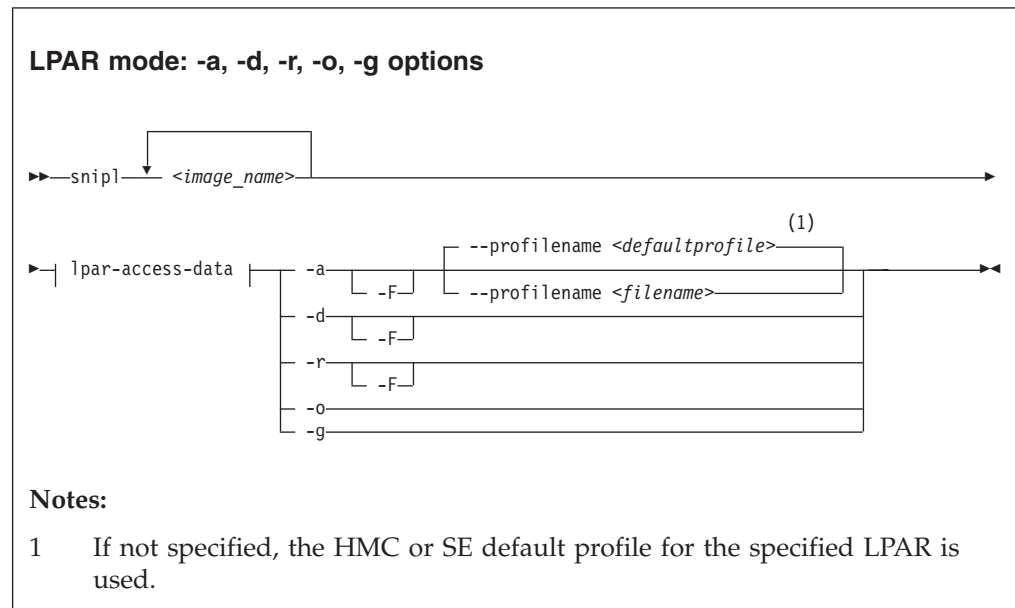 LPAR mode: -a, -d, -r, -o, -g options
snipl <image_name>
(1)
--profilename <defaultprofile>
lpar-access-data -a
-F --profilename <filename>
-d
-F
-r
-F
-o
-g
Notes:
1 If not specified, the HMC or SE default profile for the specified LPAR is
used.